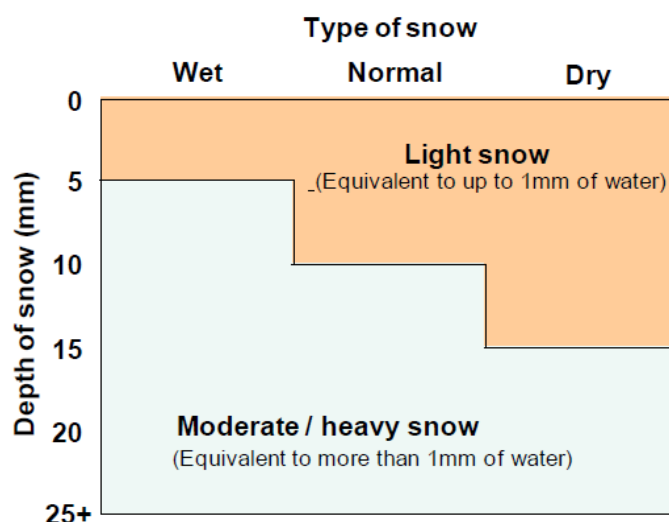 Type of snow
Wet Normal Dry
0
5
10
15
20
25+
Depth of snow (mm)
Light snow
(Equivalent to up to 1mm of water)
Moderate / heavy snow
(Equivalent to more than 1mm of water)